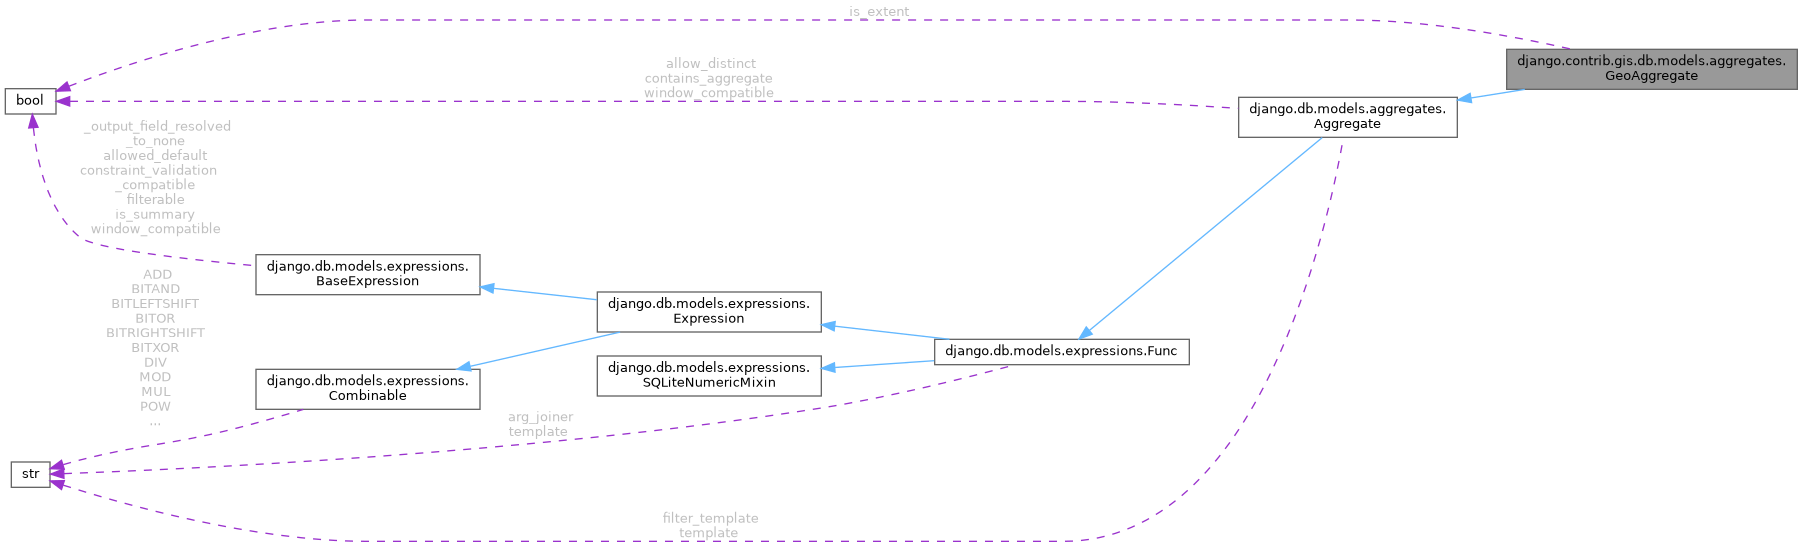 is_extent
django.contrib.gis.db.models.aggregates.
GeoAggregate
allow_distinct
contains_aggregate
window_compatible
bool
django.db.models.aggregates.
Aggregate
_output_field_resolved
_to_none
allowed_default
constraint_validation
_compatible
filterable
is_summary
window_compatible
django.db.models.expressions.
BaseExpression
ADD
BITAND
BITLEFTSHIFT
BITOR
BITRIGHTSHIFT
BITXOR
DIV
MOD
MUL
POW
...
django.db.models.expressions.
Expression
django.db.models.expressions.Func
django.db.models.expressions.
SQLiteNumericMixin
django.db.models.expressions.
Combinable
arg_joiner
template
str
filter_template
template